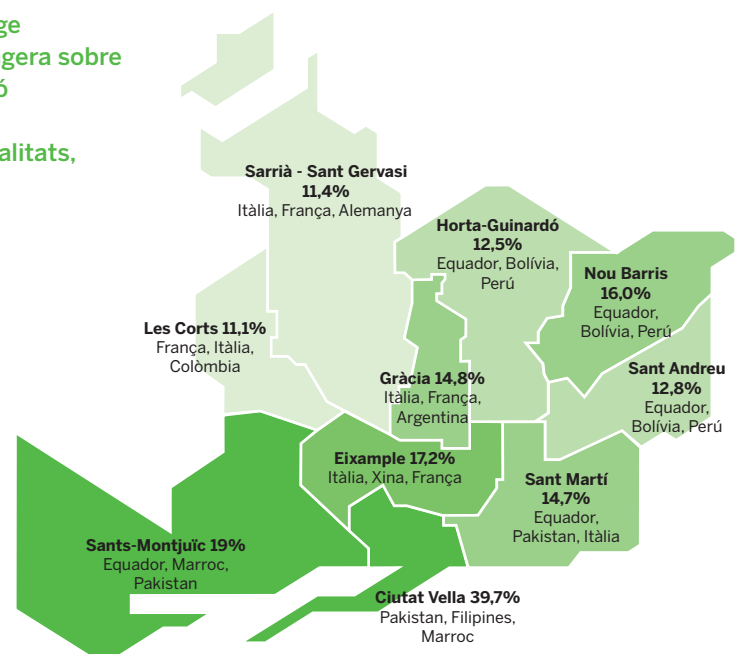 sobre
Sarrià - Sant Gervasi
11,4%
Itàlia, França, Alemanya
Horta-Guinardó
12,5%
Equador, Bolívia,
Perú
Nou Barris
16,0%
Equador,
Bolívia, Perú
Les Corts 11,1%
França, Itàlia,
Colòmbia
Gràcia 14,8%
Itàlia, França,
Argentina
Sant Andreu
12,8%
Equador,
Bolívia, Perú
Eixample 17,2%
Itàlia, Xina, França
Sant Martí
14,7%
Equador,
Pakistan, Itàlia
Sants-Montjuïc 19%
Equador, Marroc,
Pakistan
Ciutat Vella 39,7%
Pakistan, Filipines,
Marroc